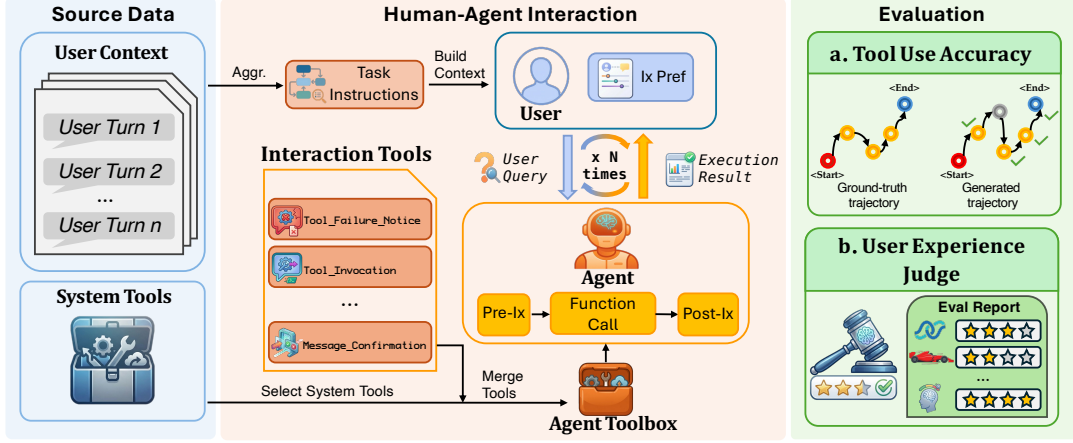 Source Data
User Context
User Turn 1
User Turn 2
...
User Turn n
System Tools
Human-Agent Interaction
Aggr.
Task
Instructions
Build
Context
User
Ix Pref
Interaction Tools
Tool_Failure_Notice
Tool_Invocation
...
Message_Confirmation
User
Query
x N
times
Execution
Result
Agent
Pre-Ix
Function
Call
Post-Ix
Select System Tools
Merge
Tools
Agent Toolbox
Evaluation
a. Tool Use Accuracy
<End>
<Start>
Ground-truth
trajectory
<End>
<Start>
Generated
trajectory
b. User Experience
Judge
Eval Report
...